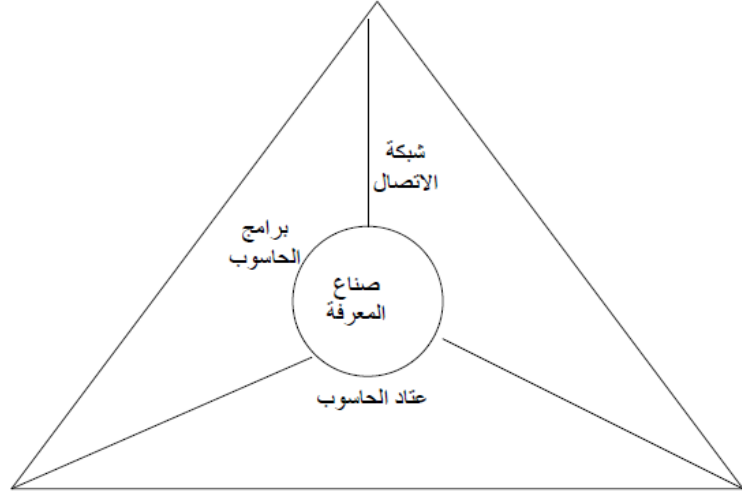 شبكة
الاتصال
برامج
الحاسوب
صناع
المعرفة
عتاد الحاسوب